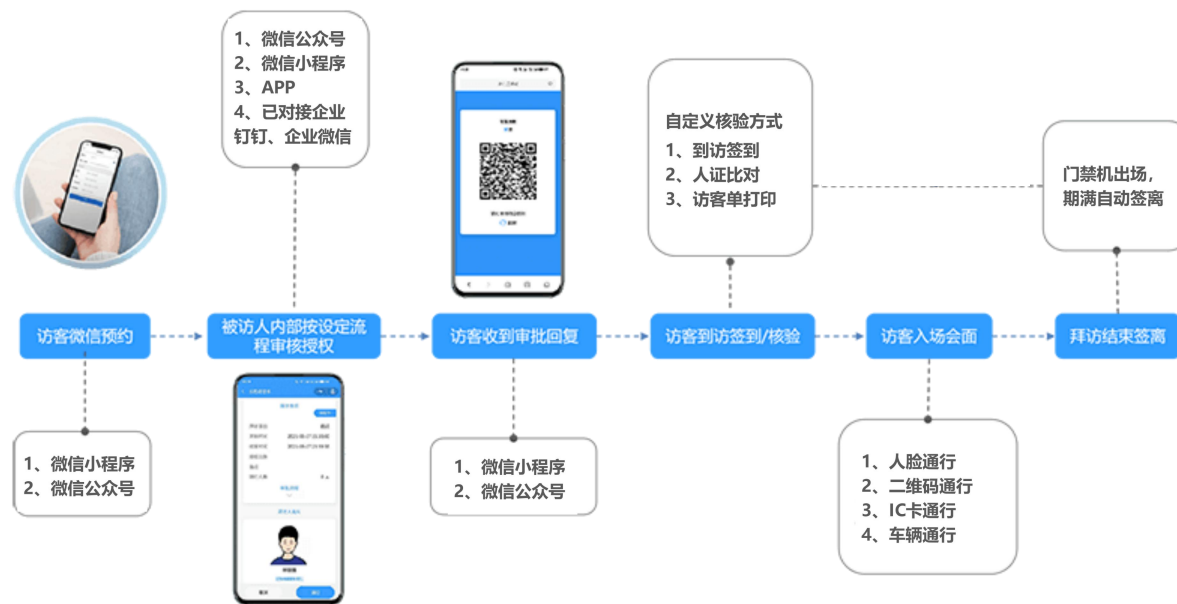 1、微信公众号
2、微信小程序
3、APP
4、已对接企业
钉钉、企业微信
自定义核验方式
1、到访签到
2、人证比对
3、访客单打印
门禁机出场，
期满自动签离
访客微信预约
被访人内部按设定流
程审核授权
访客收到审批回复
访客到访签到/核验
访客入场会面
拜访结束签离
1、微信小程序
2、微信公众号
1、微信小程序
2、微信公众号
1、人脸通行
2、二维码通行
3、IC卡通行
4、车辆通行